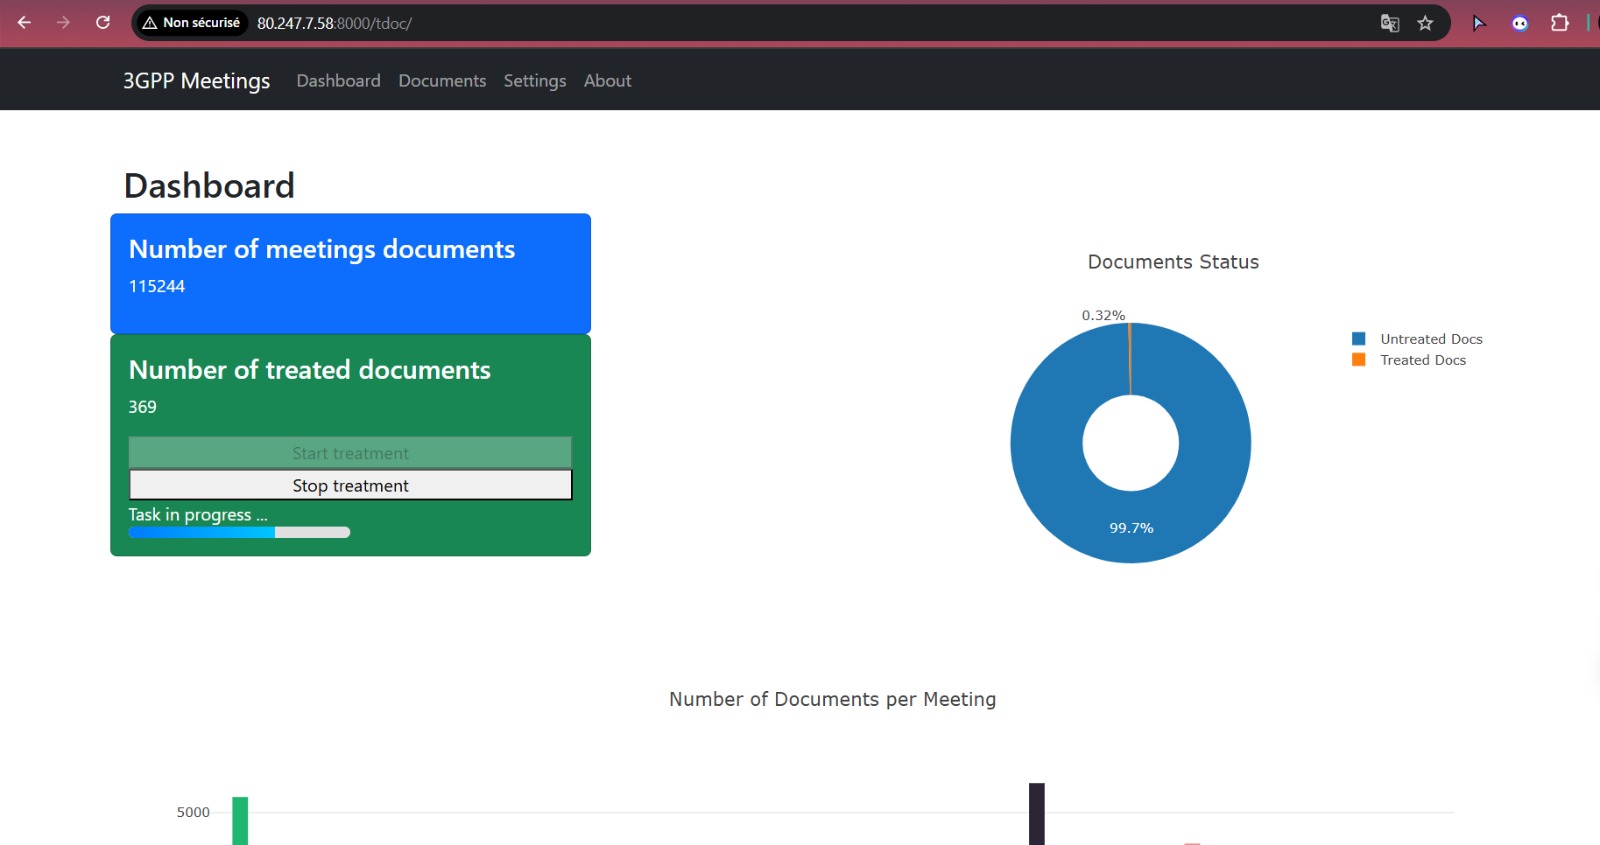 Non sécurisé 80.247.7.58:8000/tdoc/
3GPP Meetings Dashboard Documents Settings About
Dashboard
Number of meetings documents
115244
Number of treated documents
369
Start treatment
Stop treatment
Task in progress ...
Documents Status
0.32%
99.7%
Untreated Docs
Treated Docs
Number of Documents per Meeting
5000